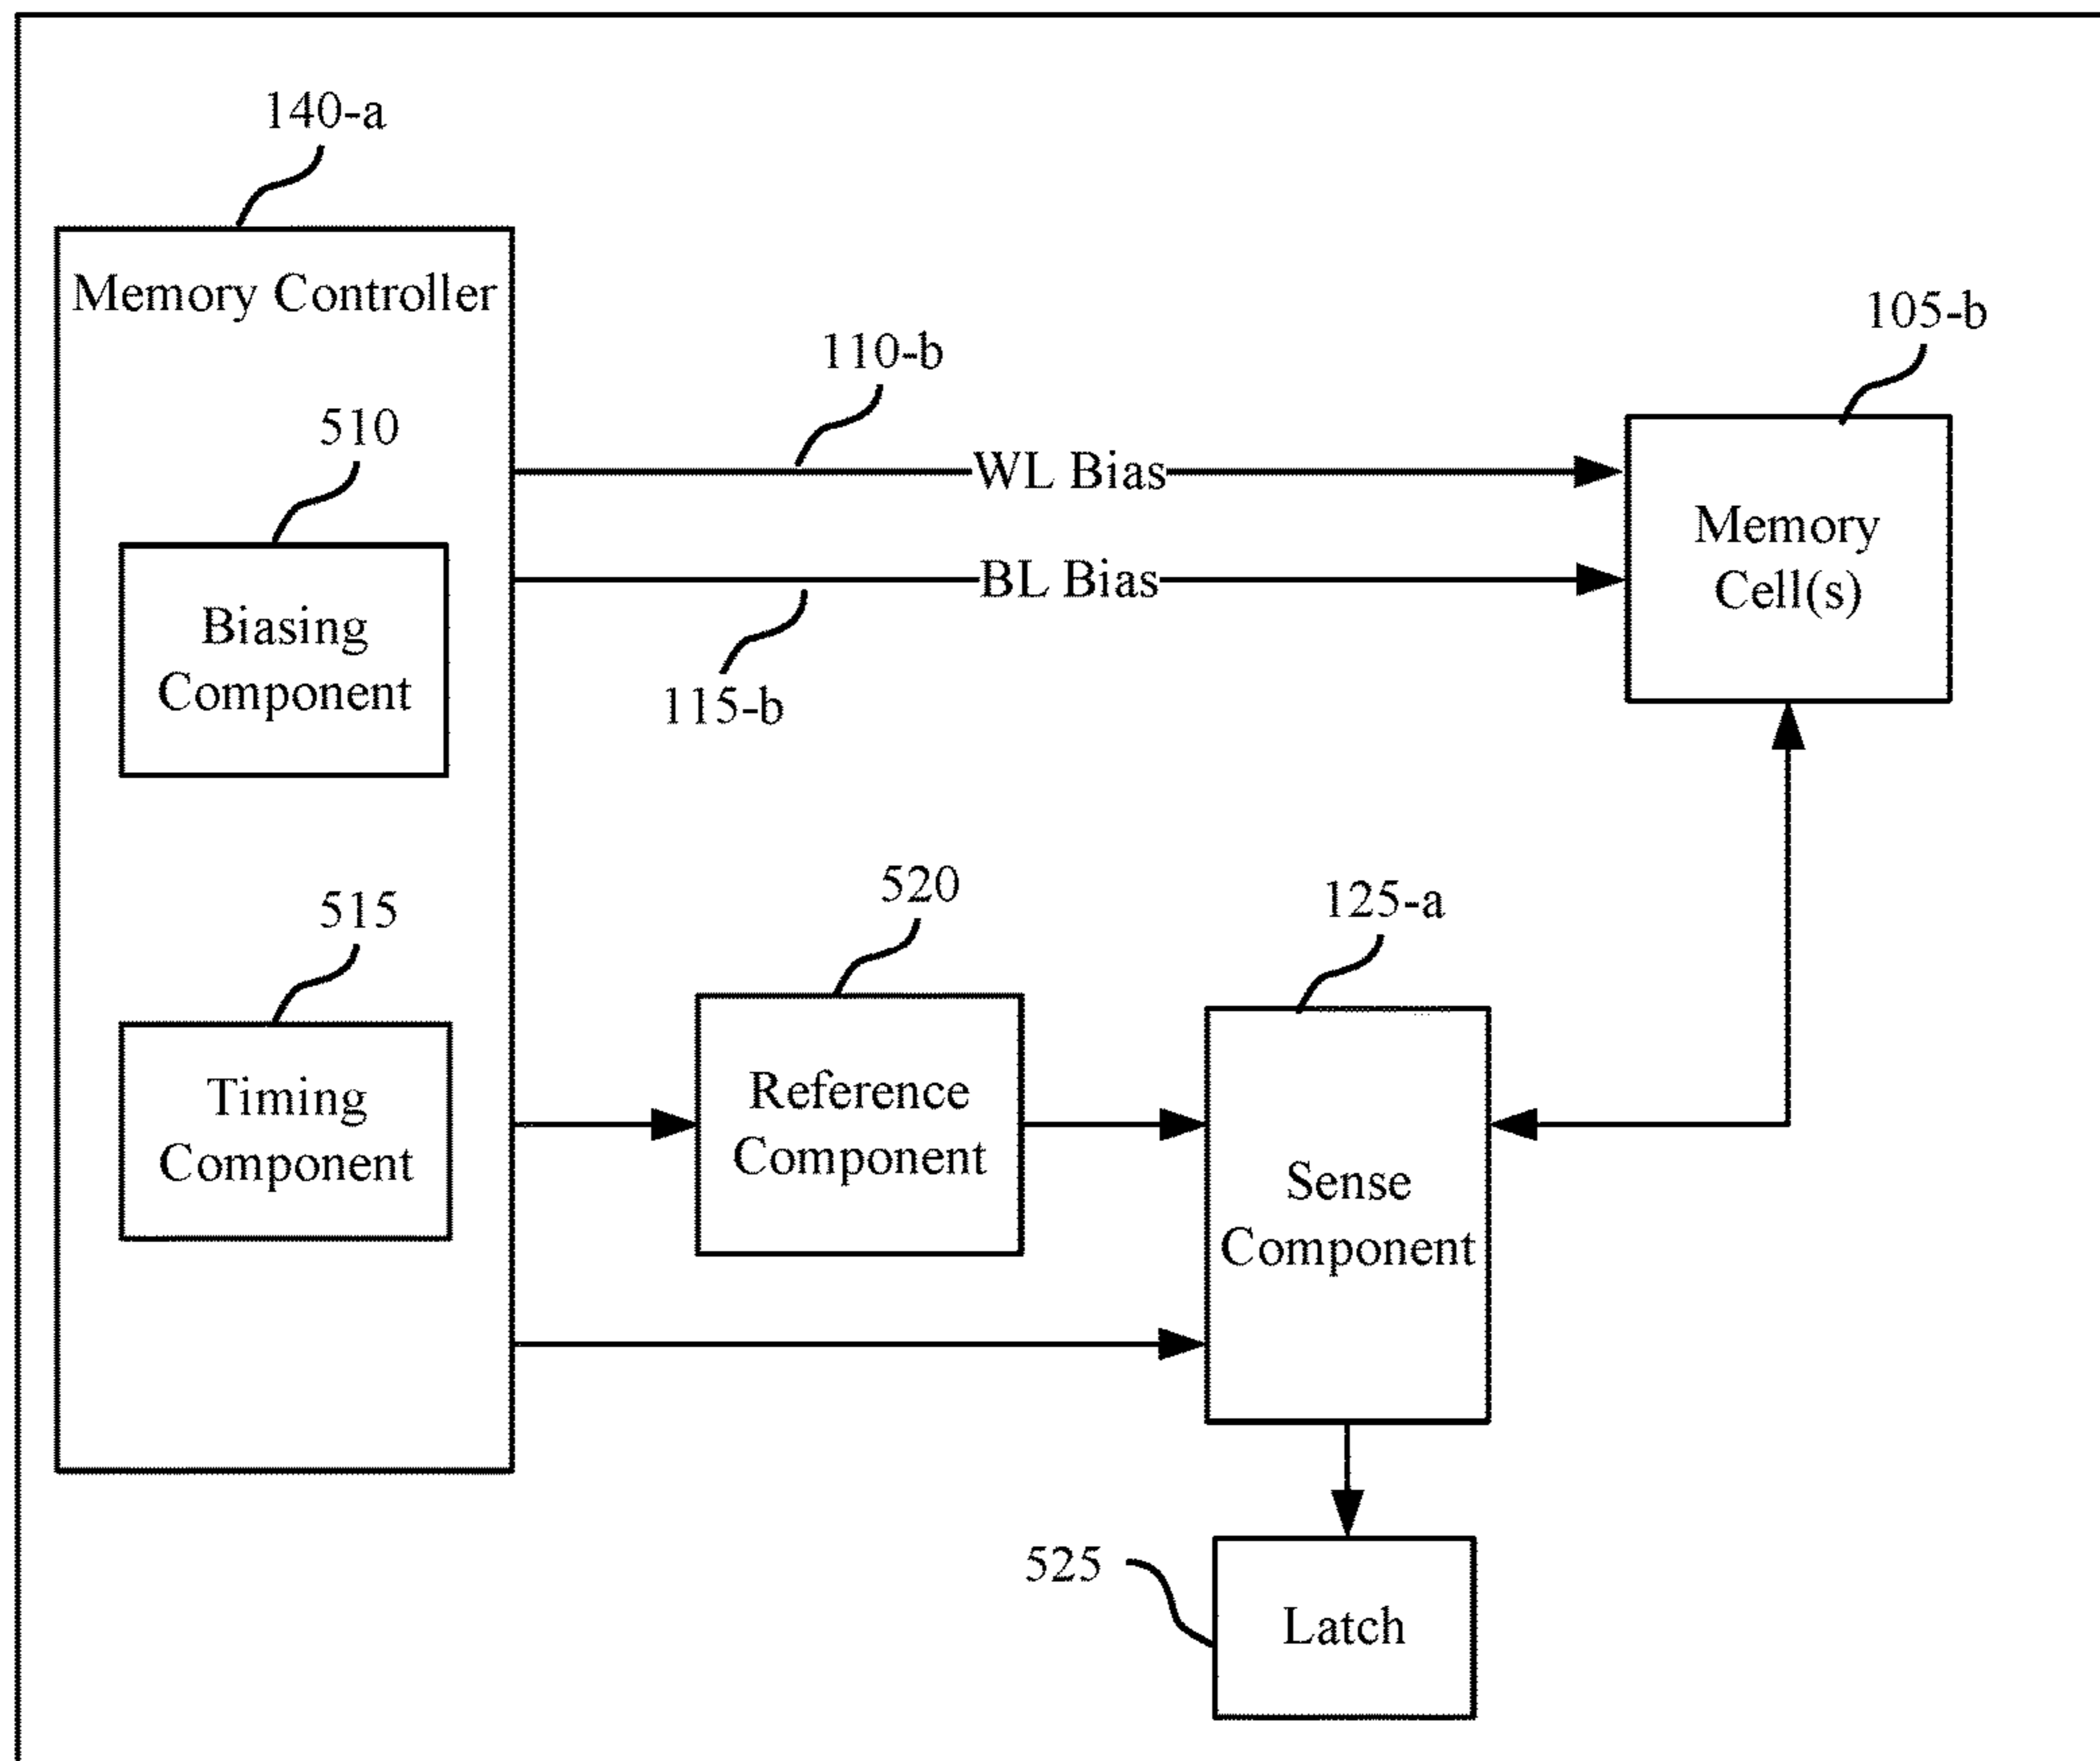 140-a
Memory Controller
110-b
105-b
510
WL Bias
Memory
Cell(s)
BL Bias
Biasing
Component
115-b
515
520
125-a
Timing
Component
Reference
Component
Sense
Component
525
Latch